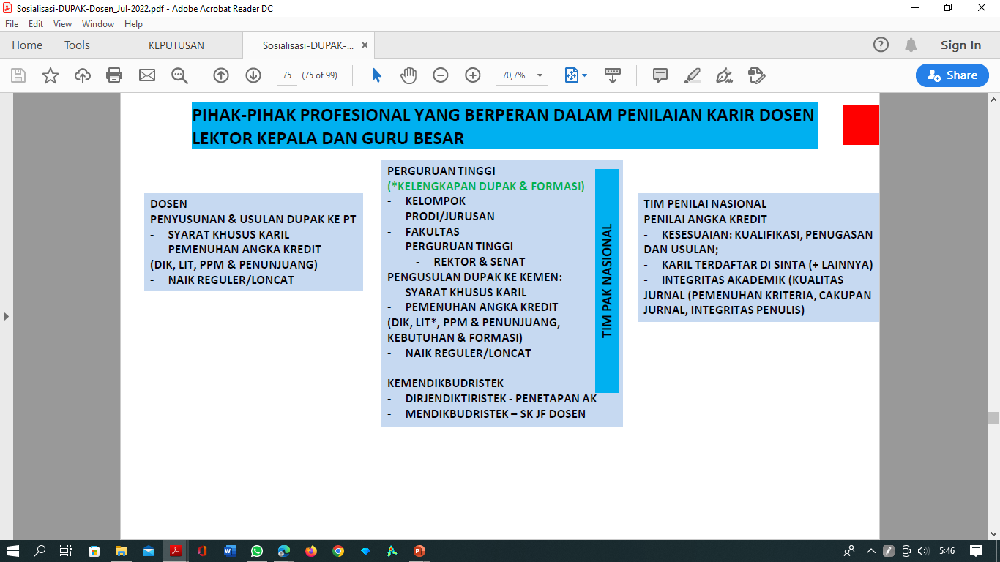 Sosialisasi-DUPAK-Dosen_Jul-2022.pdf - Adobe Acrobat Reader DC
File Edit View Window Help
Home Tools KEPUTUSAN Sosialisasi-DUPAK-... ×
Sign In
75 (75 of 99) 70,7% Share
PIHAK-PIHAK PROFESIONAL YANG BERPERAN DALAM PENILAIAN KARIR DOSEN
LEKTOR KEPALA DAN GURU BESAR
DOSEN
PENYUSUNAN & USULAN DUPAK KE PT
- SYARAT KHUSUS KARIL
- PEMENUHAN ANGKA KREDIT
(DIK, LIT, PPM & PENUNJUANG)
- NAIK REGULER/LONCAT
PERGURUAN TINGGI
(*KELENGKAPAN DUPAK & FORMASI)
- KELOMPOK
- PRODI/JURUSAN
- FAKULTAS
- PERGURUAN TINGGI
- REKTOR & SENAT
PENGUSULAN DUPAK KE KEMEN:
- SYARAT KHUSUS KARIL
- PEMENUHAN ANGKA KREDIT
(DIK, LIT*, PPM & PENUNJUANG,
KEBUTUHAN & FORMASI)
- NAIK REGULER/LONCAT
KEMENDIKBUDRISTEK
- DIRJENDIKTIRISTEK - PENETAPAN AK
- MENDIKBUDRISTEK – SK JF DOSEN
TIM PAK NASIONAL
TIM PENILAI NASIONAL
PENILAI ANGKA KREDIT
- KESESUAIAN: KUALIFIKASI, PENUGASAN
DAN USULAN;
- KARIL TERDAFTAR DI SINTA (+ LAINNYA)
- INTEGRITAS AKADEMIK (KUALITAS
JURNAL (PEMENUHAN KRITERIA, CAKUPAN
JURNAL, INTEGRITAS PENULIS)
5:46